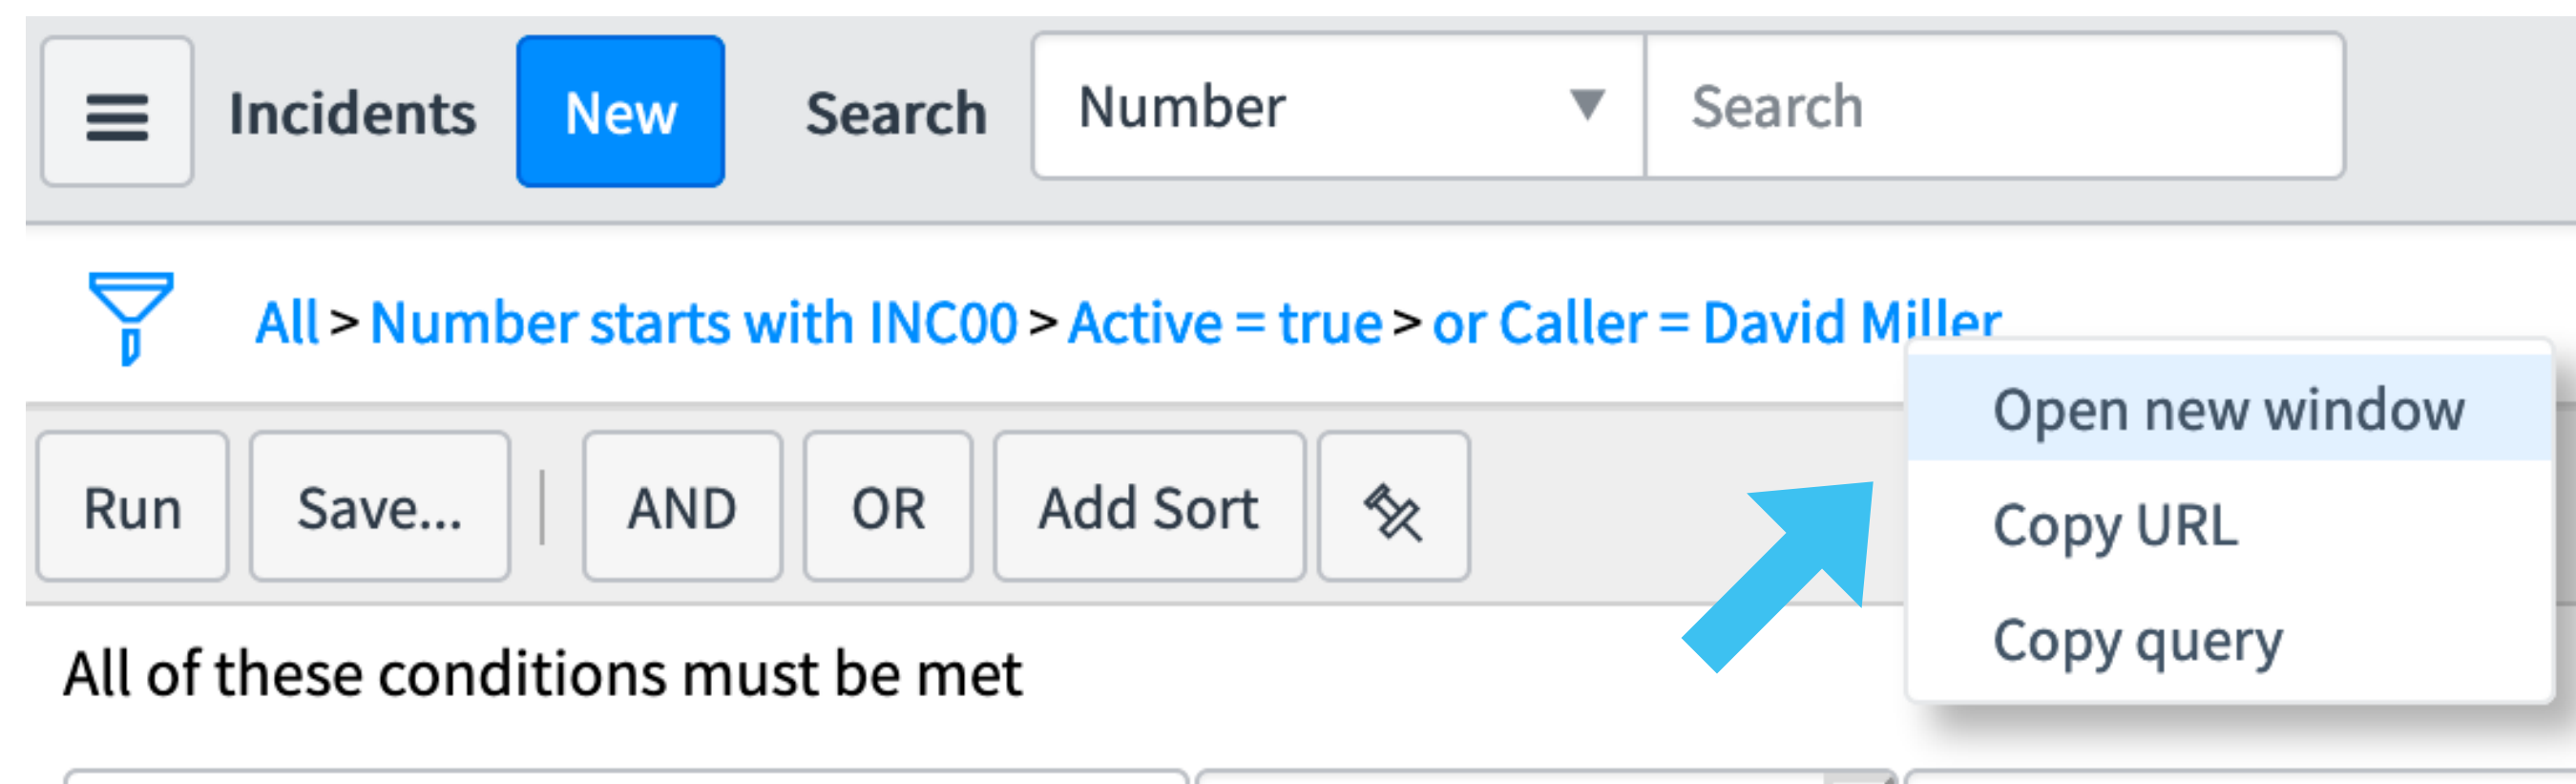 Incidents New Search Number Search
All > Number starts with INC00 > Active = true > or Caller = David Miller
Open new window
Run Save... | AND OR Add Sort
Copy URL
Copy query
All of these conditions must be met